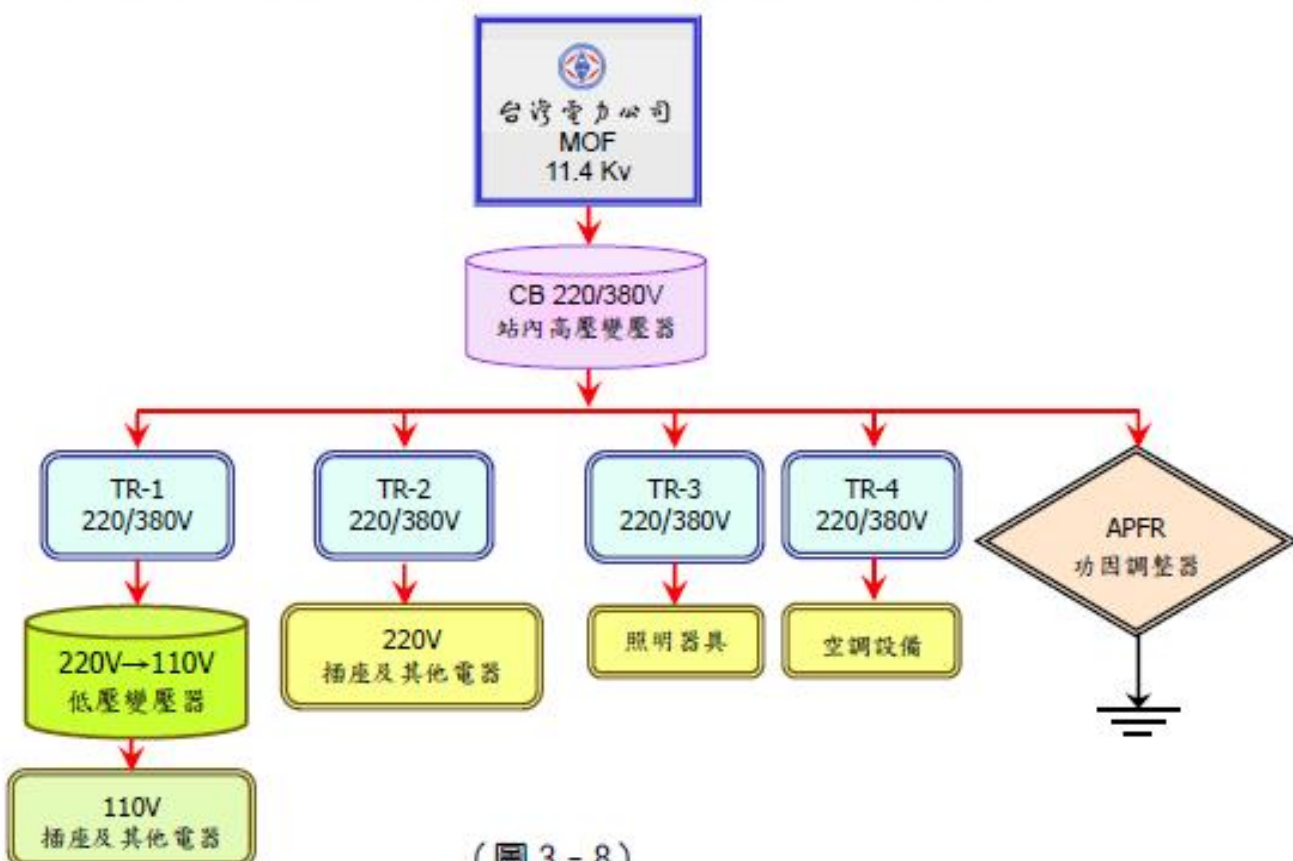 台灣電力公司
MOF
11.4 Kv
CB 220/380V
站內高壓變壓器
TR-1
220/380V
TR-2
220/380V
TR-3
220/380V
TR-4
220/380V
APFR
功因調整器
220V→110V
低壓變壓器
220V
插座及其他電器
照明器具
空調設備
110V
插座及其他電器
(圖 3 - 8)